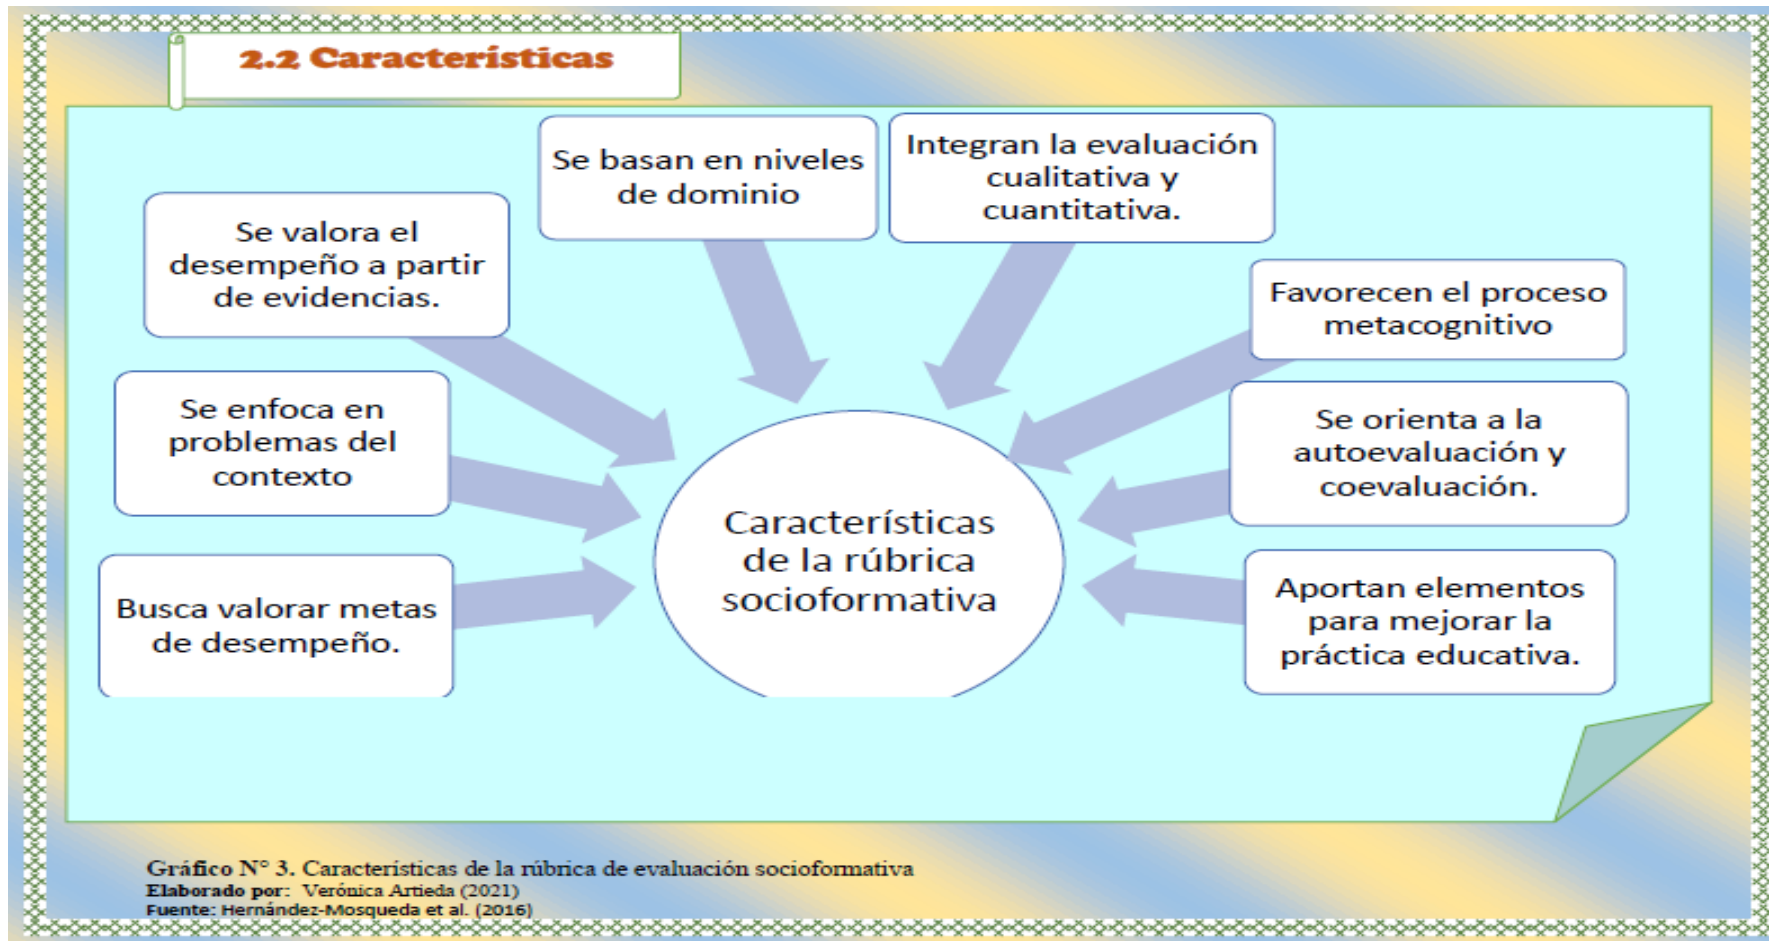 2.2 Características
Se basan en niveles
de dominio
Integran la evaluación
cualitativa y
cuantitativa.
Se valora el
desempeño a partir
de evidencias.
Favorecen el proceso
metacognitivo
Se enfoca en
problemas del
contexto
Se orienta a la
autoevaluación y
coevaluación.
Características
de la rúbrica
socioformativa
Busca valorar metas
de desempeño.
Aportan elementos
para mejorar la
práctica educativa.
Gráfico N° 3. Características de la rúbrica de evaluación socioformativa
Elaborado por: Verónica Artieda (2021)
Fuente: Hernández-Mosqueda et al. (2016)